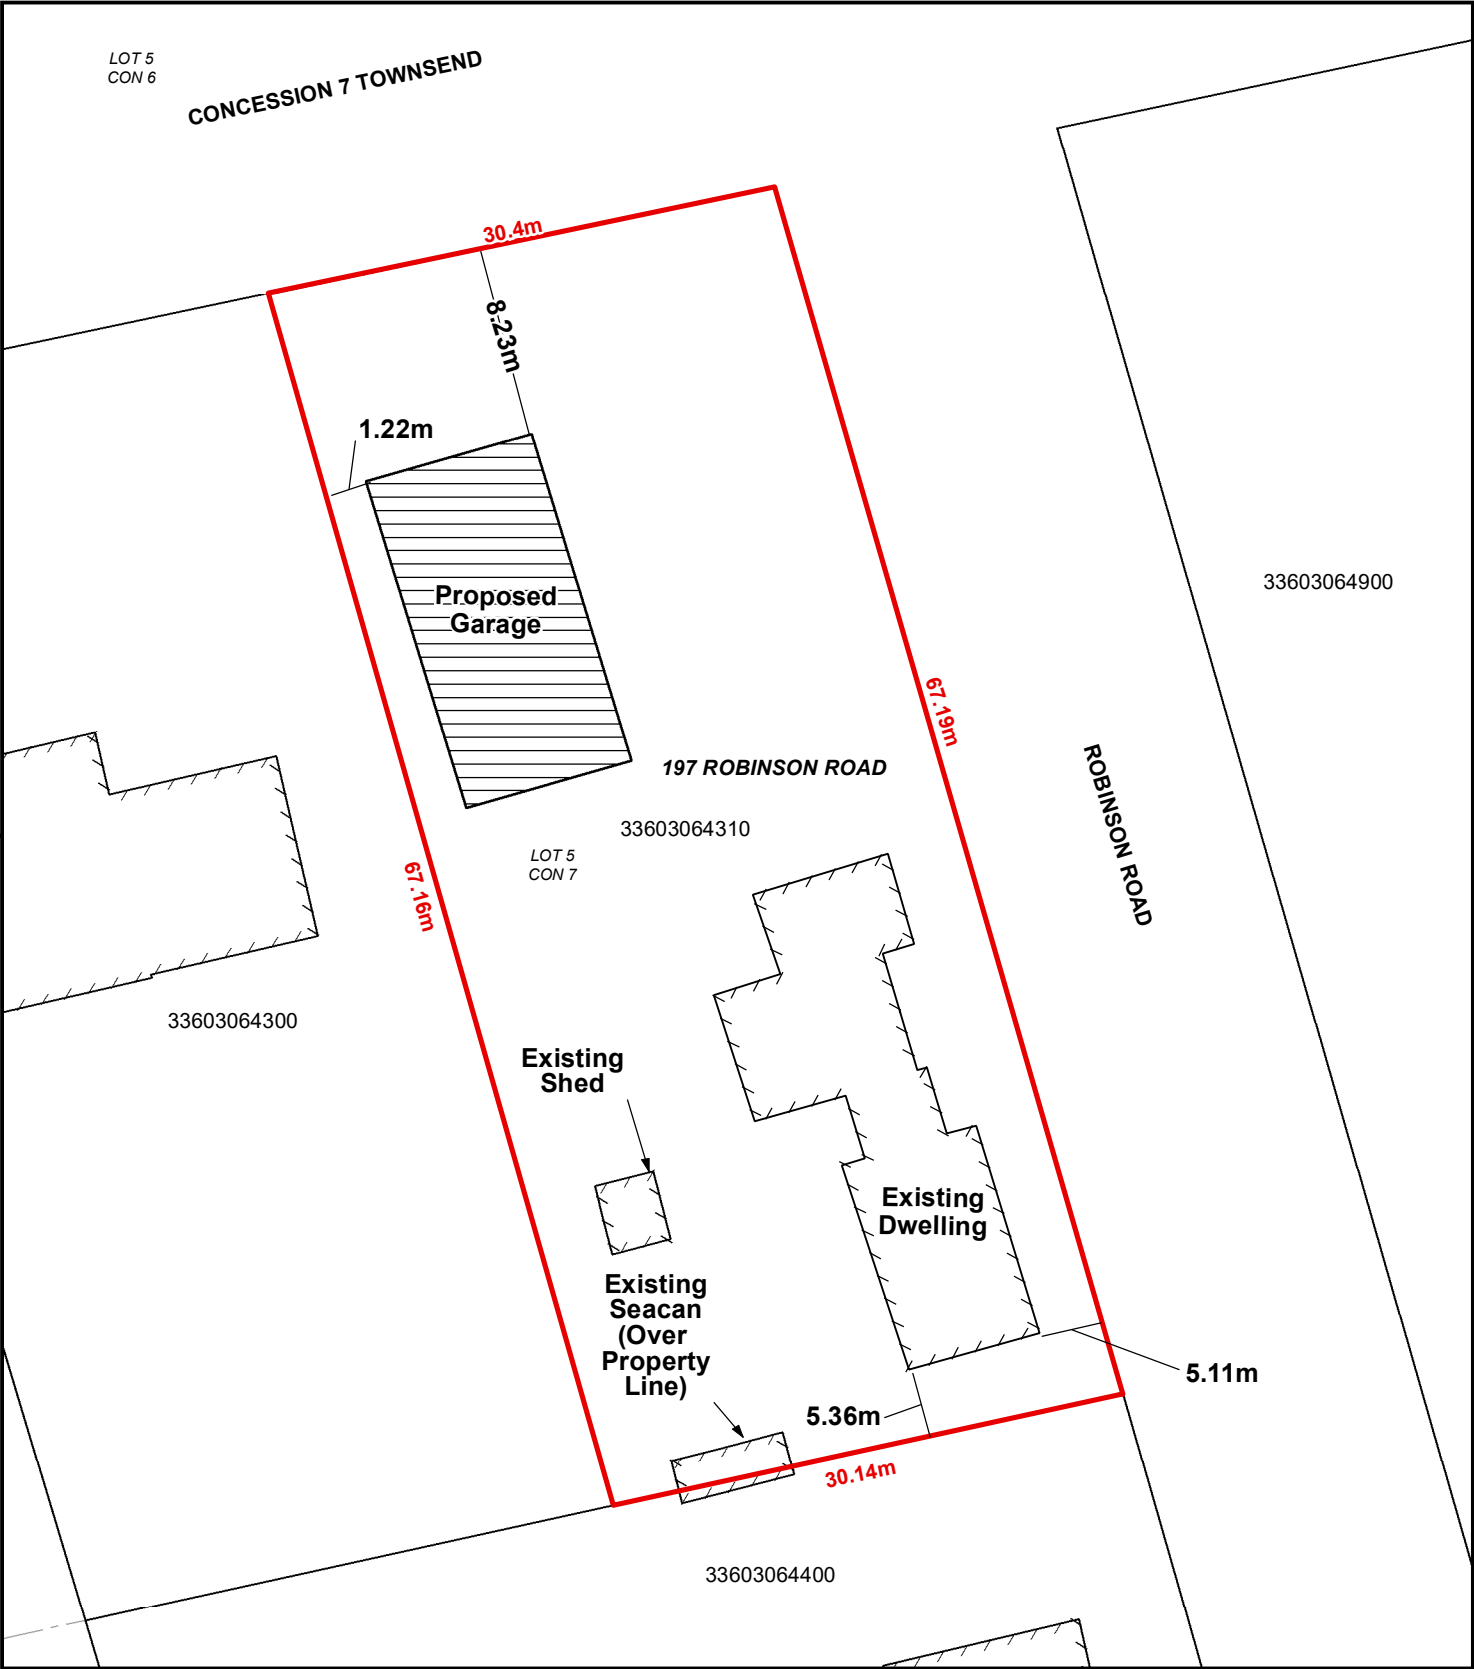 LOT 5
CON 6
CONCESSION 7 TOWNSEND
30.4m
8.23m
1.22m
33603064900
Proposed
Garage
67.19m
197 ROBINSON ROAD
ROBINSON ROAD
33603064310
LOT 5
CON 7
67.16m
33603064300
Existing
Shed
Existing
Dwelling
Existing
Seacan
(Over
Property
Line)
5.11m
5.36m
30.14m
33603064400